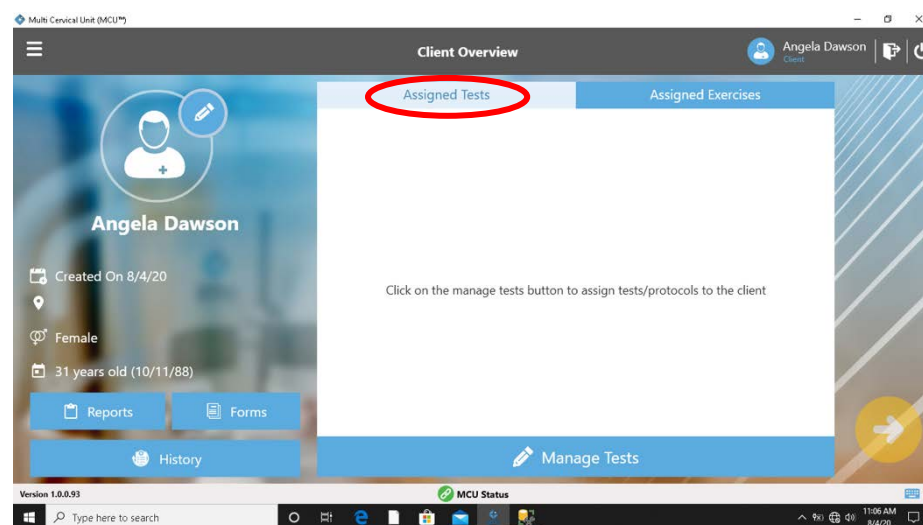 Multi Cervical Unit (MCU™)
Client Overview
Angela Dawson
Client
Assigned Tests
Assigned Exercises
Angela Dawson
Created On 8/4/20
Female
31 years old (10/11/88)
Click on the manage tests button to assign tests/protocols to the client
Reports
Forms
History
Manage Tests
Version 1.0.0.93
MCU Status
Type here to search
11:06 AM
8/4/20